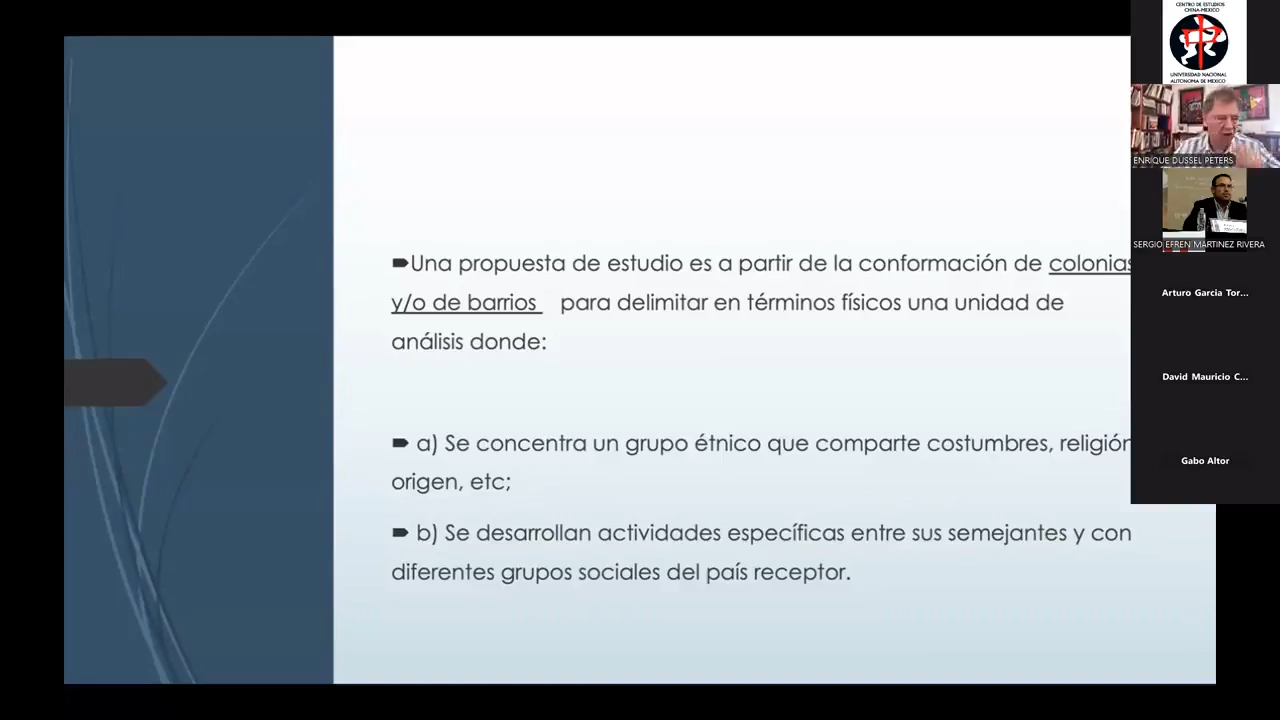 Una propuesta de estudio es a partir de la conformación de colonias
y/o de barrios para delimitar en términos físicos una unidad de
análisis donde:
a) Se concentra un grupo étnico que comparte costumbres, religión
origen, etc;
b) Se desarrollan actividades específicas entre sus semejantes y con
diferentes grupos sociales del país receptor.
CENTRO DE ESTUDIOS
CHINA-MEXICO
UNIVERSIDAD NACIONAL
AUTONOMA DE MEXICO
ENRIQUE DUSSEL PETERS
SERGIO EFREN MARTINEZ RIVERA
Arturo Garcia Tor...
David Mauricio C...
Gabo Altor